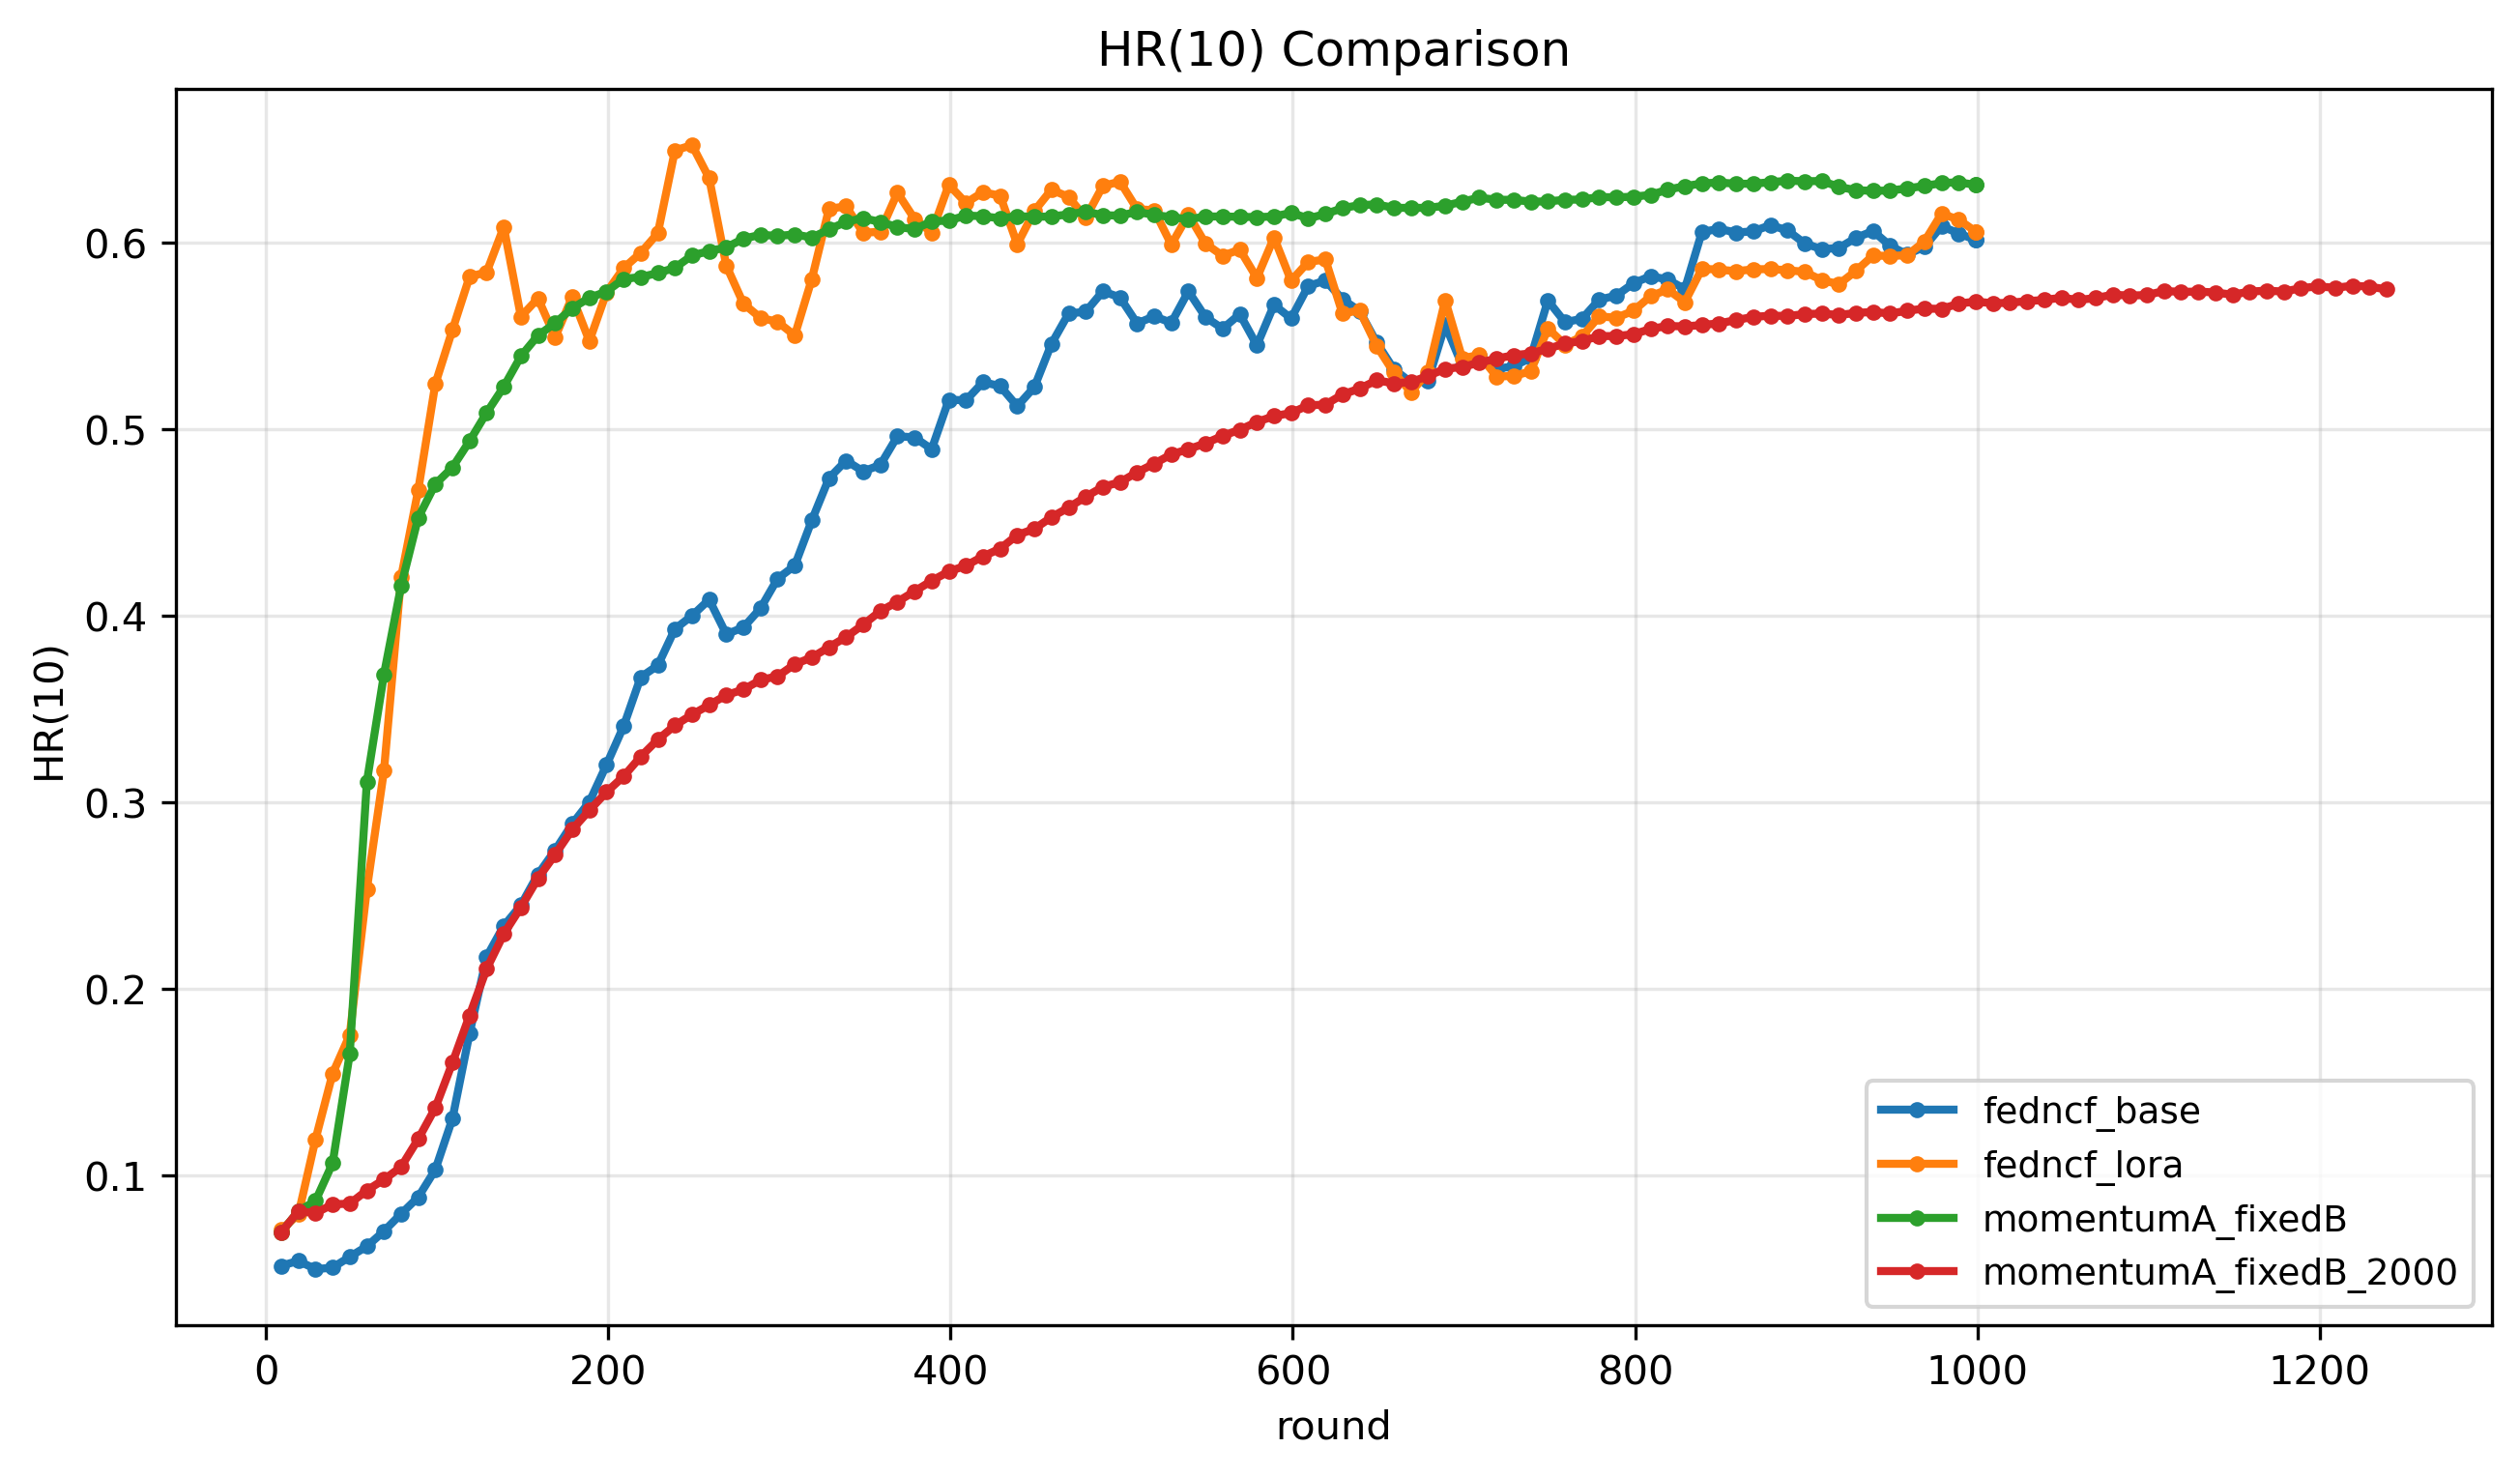 HR(10) Comparison
HR(10)
0.6
0.5
0.4
0.3
0.2
0.1
0 200 400 600 800 1000 1200
round
fedncf_base
fedncf_lora
momentumA_fixedB
momentumA_fixedB_2000